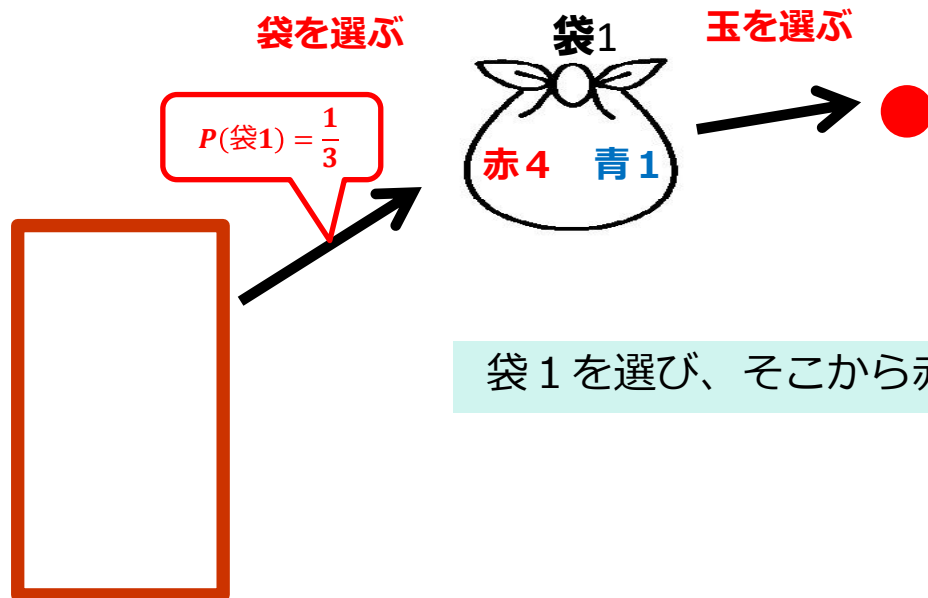 袋を選ぶ
袋1
玉を選ぶ
P(袋1) = 1/3
赤４ 青１
袋１を選び、そこから